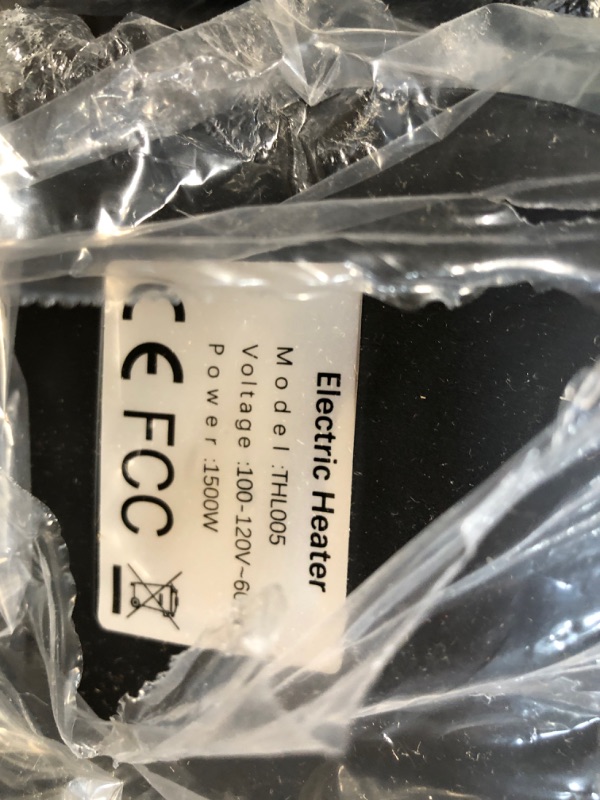 Electric Heater
Model :THL005
Voltage :100-120V~6
Power :1500W
CE FCC